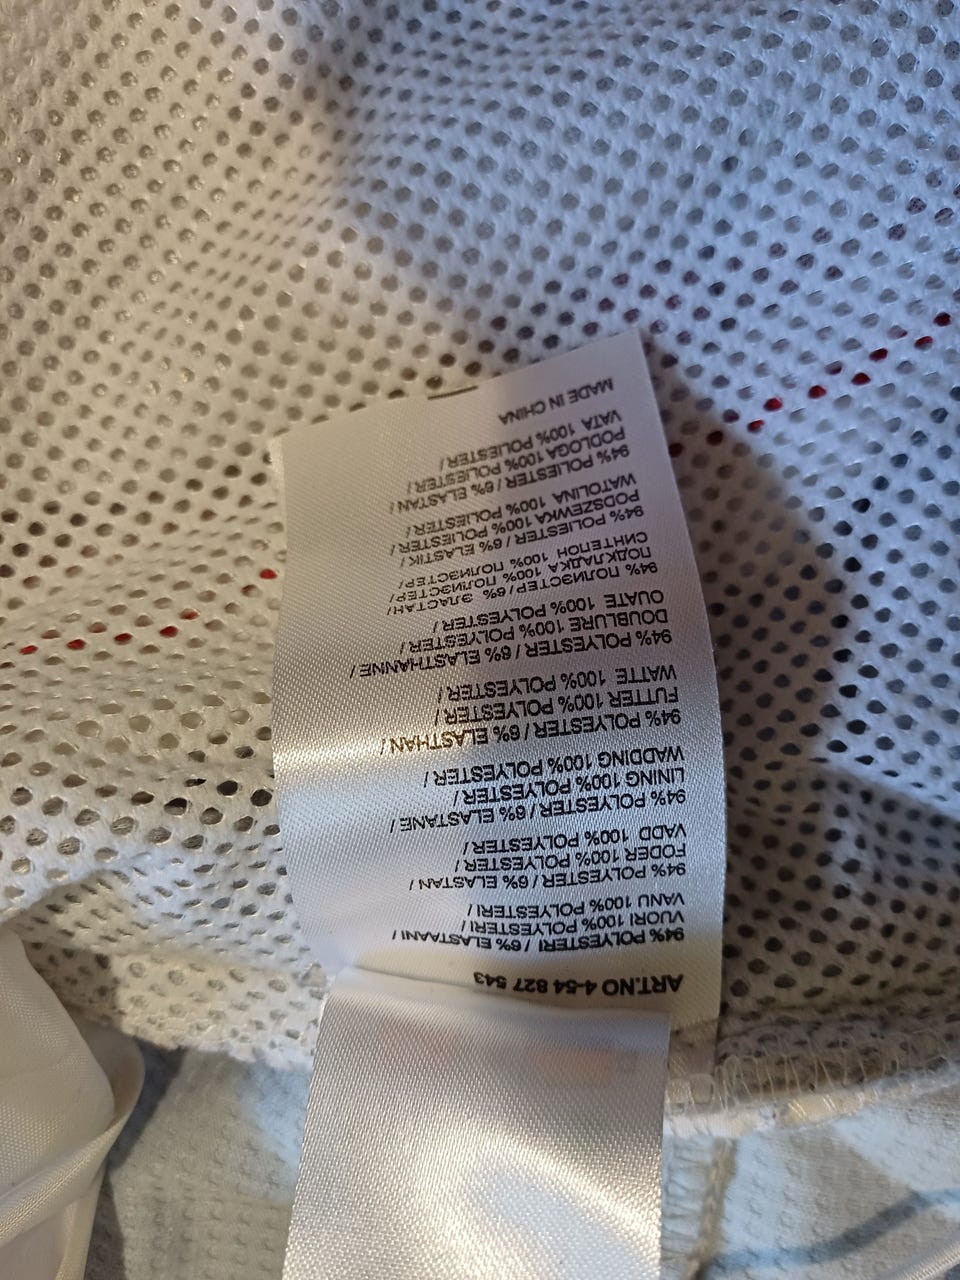 ART.NO 4-54 827 543
94% POLYESTERI / 6% ELASTAANI
VUORI 100% POLYESTERI /
VANU 100% POLYESTERI /
94% POLYESTER / 6% ELASTAN /
FODER 100% POLYESTER /
VADD 100% POLYESTER /
94% POLYESTER / 6% ELASTANE /
LINING 100% POLYESTER /
WADDING 100% POLYESTER /
94% POLYESTER / 6% ELASTHAN /
FUTTER 100% POLYESTER /
WATTE 100% POLYESTER /
94% POLYESTER / 6% ELASTHANNE /
DOUBLURE 100% POLYESTER /
OUATE 100% POLYESTER /
94% ПОЛИЭСТЕР / 6% ЭЛАСТАН /
ПОДКЛАДКА 100% ПОЛИЭСТЕР /
СИНТЕПОН 100% ПОЛИЭСТЕР /
94% POLIESTER / 6% ELASTIK /
PODSZEWKA 100% POLIESTER /
WATOLINA 100% POLIESTER /
94% POLIESTER / 6% ELASTAN /
PODLOGA 100% POLIESTER /
VATA 100% POLIESTER /
MADE IN CHINA